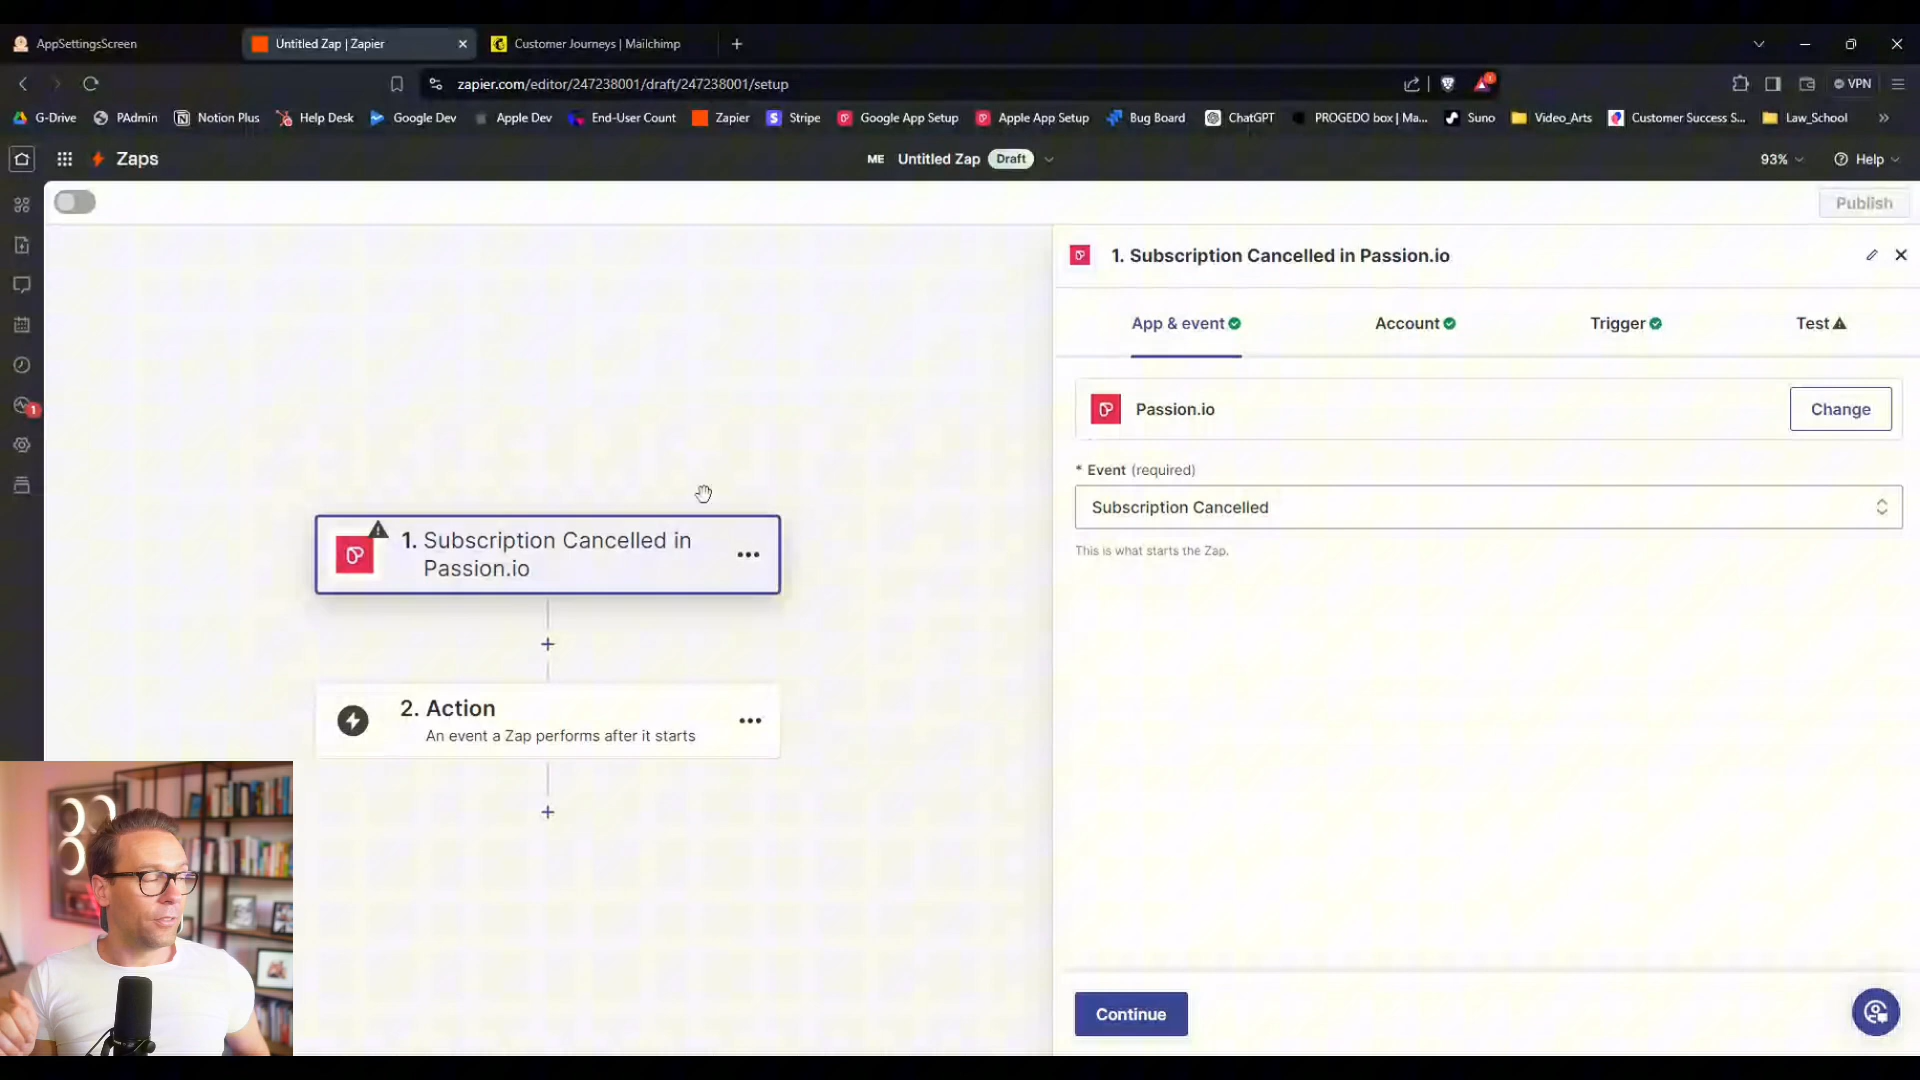 AppSettingsScreen
Untitled Zap | Zapier
Customer Journeys | Mailchimp
zapier.com/editor/247238001/draft/247238001/setup
VPN
G-Drive
PAdmin
Notion Plus
Help Desk
Google Dev
Apple Dev
End-User Count
Zapier
Stripe
Google App Setup
Apple App Setup
Bug Board
ChatGPT
PROGEDO box | Ma...
Suno
Video_Arts
Customer Success S...
Law_School
Zaps
ME Untitled Zap Draft
93%
Help
Publish
1. Subscription Cancelled in Passion.io
App & event
Account
Trigger
Test
Passion.io
Change
* Event (required)
Subscription Cancelled
This is what starts the Zap.
1. Subscription Cancelled in
Passion.io
2. Action
An event a Zap performs after it starts
1
Continue